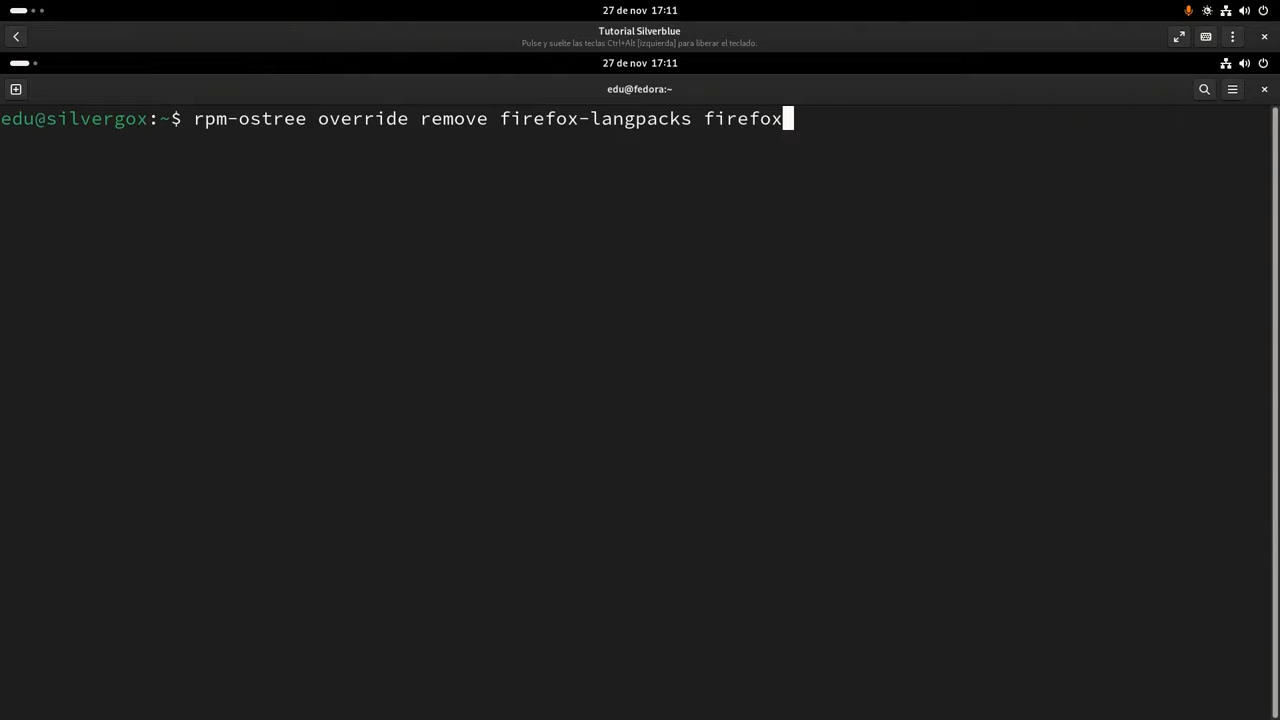 27 de nov 17:11
Tutorial Silverblue
Pulse y suelte las teclas Ctrl+Alt [izquierda] para liberar el teclado.
27 de nov 17:11
edu@fedora:~
edu@silvergox:~$ rpm-ostree override remove firefox-langpacks firefox